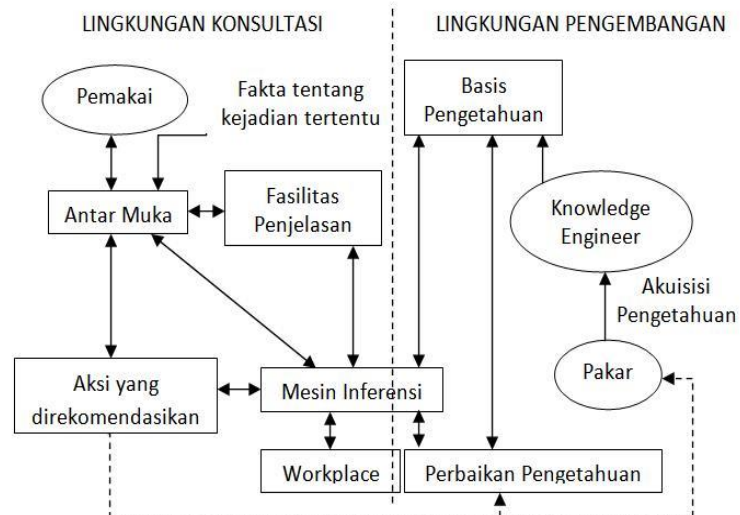 LINGKUNGAN KONSULTASI
LINGKUNGAN PENGEMBANGAN
Pemakai
Fakta tentang
kejadian tertentu
Basis
Pengetahuan
Antar Muka
Fasilitas
Penjelasan
Knowledge
Engineer
Akuisisi
Pengetahuan
Aksi yang
direkomendasikan
Mesin Inferensi
Pakar
Workplace
Perbaikan Pengetahuan